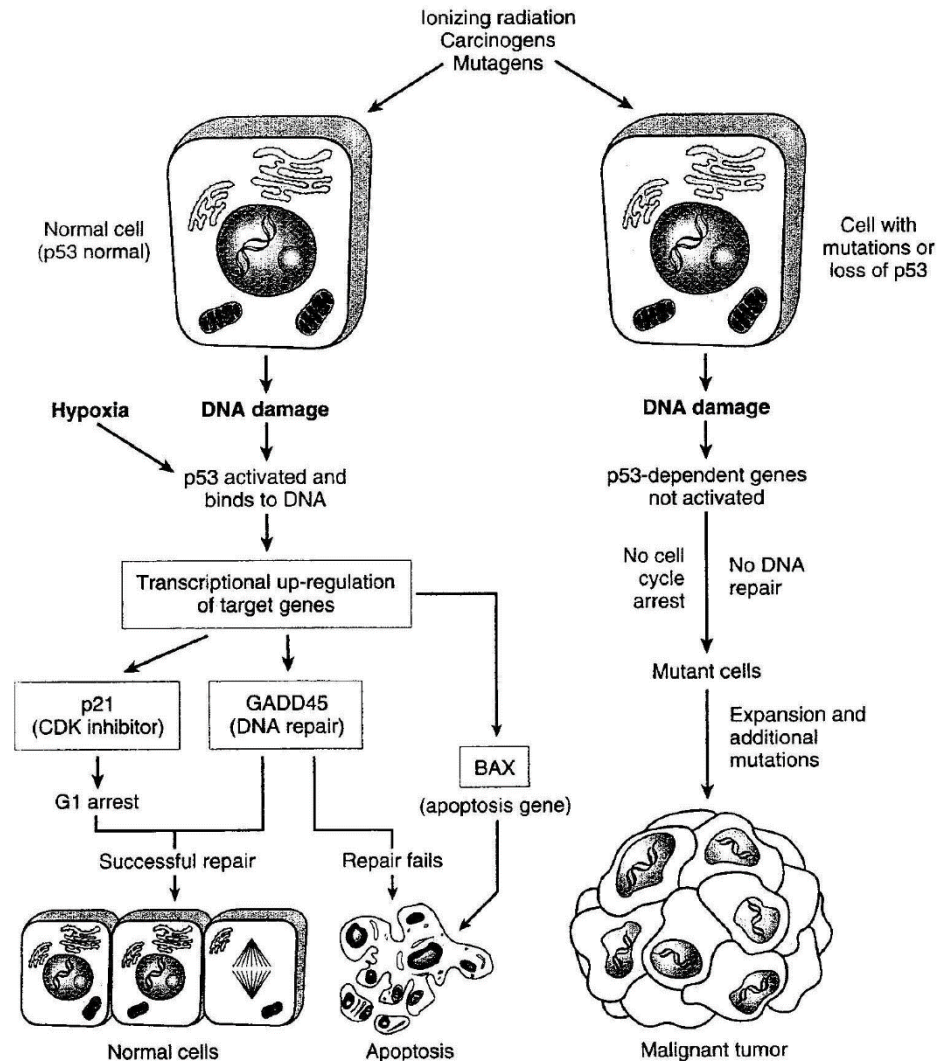 Ionizing radiation
Carcinogens
Mutagens
Normal cell
(p53 normal)
Cell with
mutations or
loss of p53
Hypoxia
DNA damage
DNA damage
p53 activated and
binds to DNA
p53-dependent genes
not activated
Transcriptional up-regulation
of target genes
No cell
cycle
arrest
No DNA
repair
p21
(CDK inhibitor)
GADD45
(DNA repair)
Mutant cells
BAX
(apoptosis gene)
Expansion and
additional
mutations
G1 arrest
Successful repair
Repair fails
Normal cells
Apoptosis
Malignant tumor